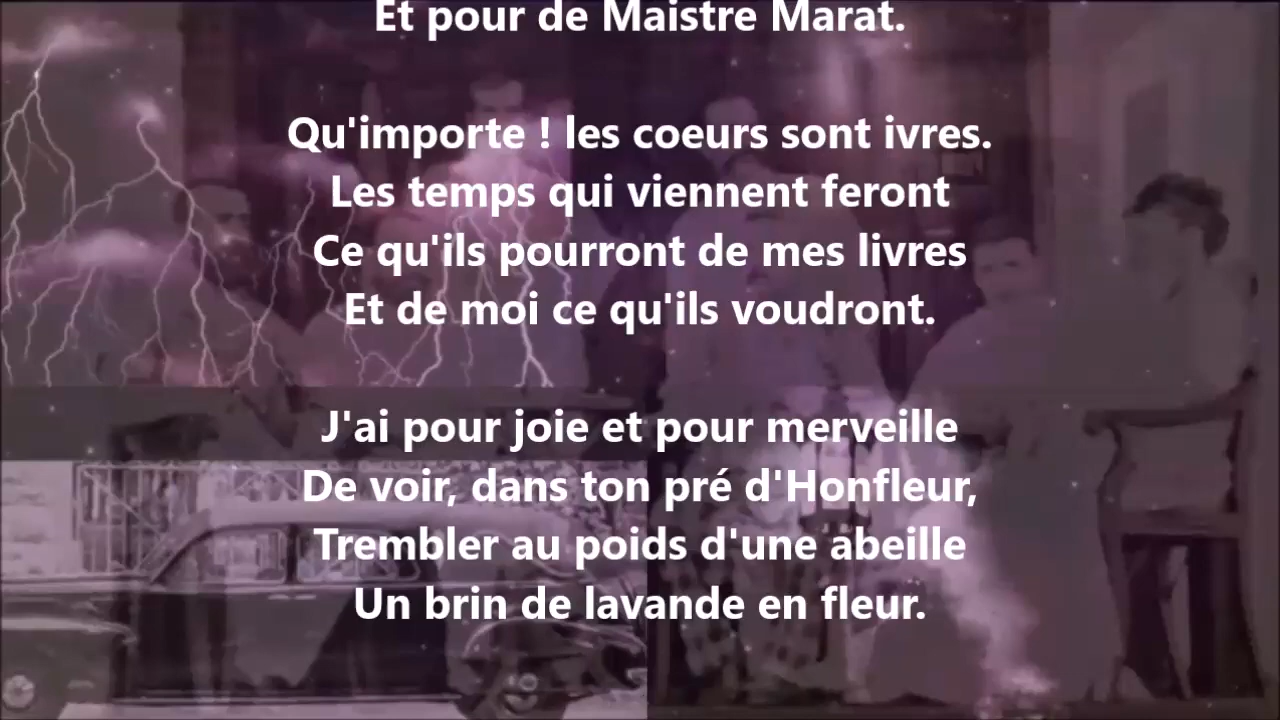 Et pour de Maistre Marat.
Qu'importe ! les coeurs sont ivres.
Les temps qui viennent feront
Ce qu'ils pourront de mes livres
Et de moi ce qu'ils voudront.
J'ai pour joie et pour merveille
De voir, dans ton pré d'Honfleur,
Trembler au poids d'une abeille
Un brin de lavande en fleur.